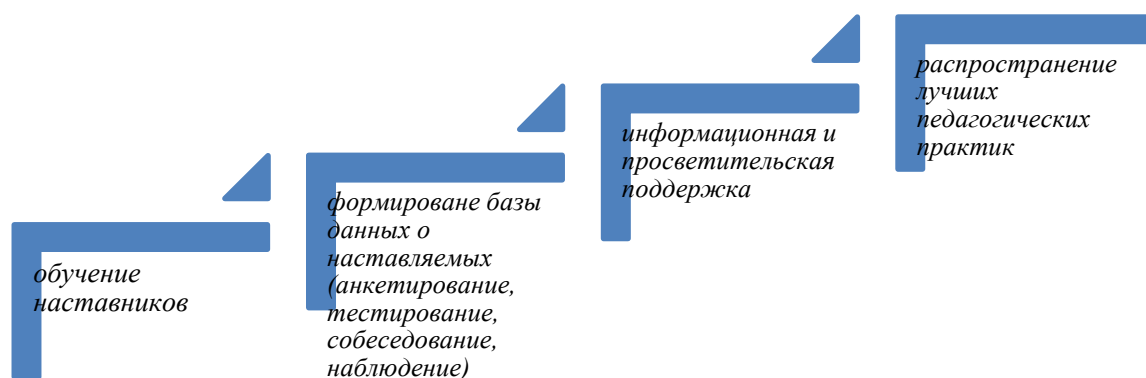 обучение
наставников
формироване базы
данных о
наставляемых
(анкетирование,
тестирование,
собеседование,
наблюдение)
информационная и
просветительская
поддержка
распространение
лучших
педагогических
практик